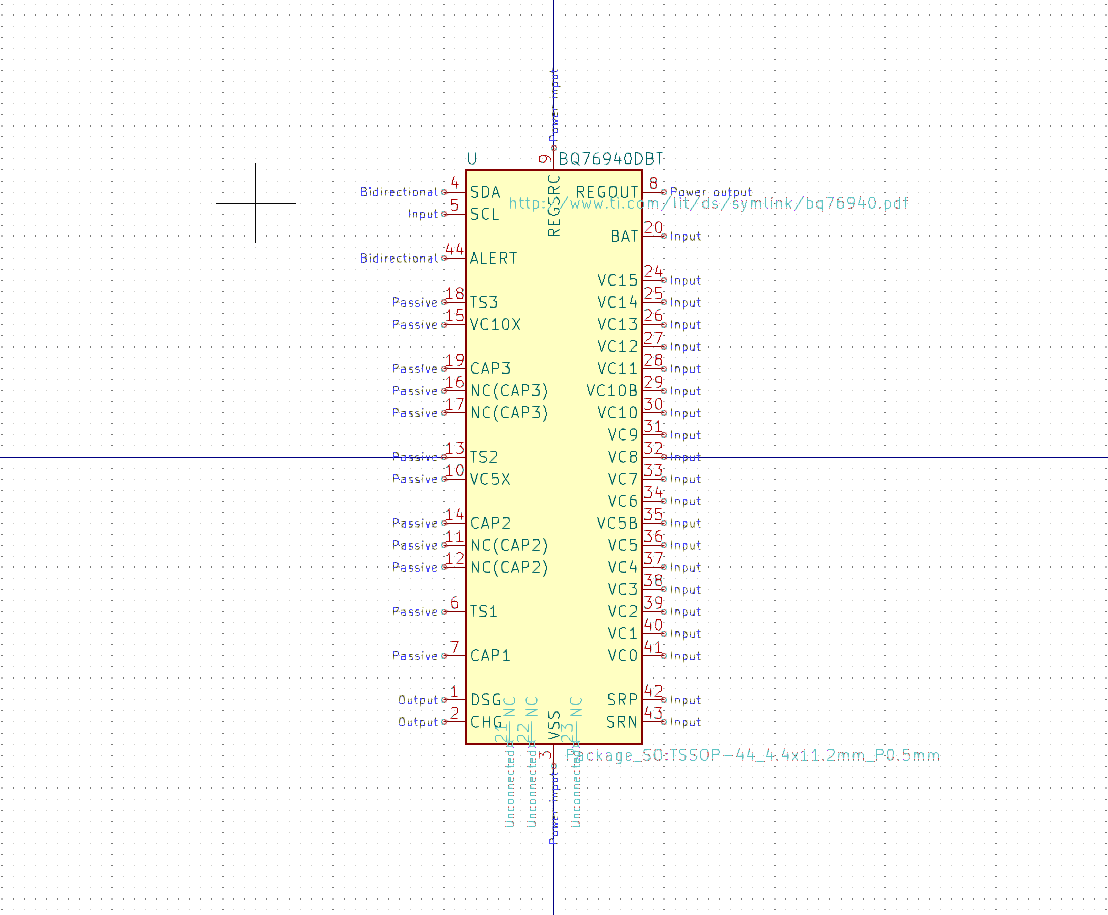 Power input
U 9 BQ76940DBT
REGSRC
Bidirectional 4 SDA REGOUT 8 Power output
http://www.ti.com/lit/ds/symlink/bq76940.pdf
Input 5 SCL
BAT 20 Input
Bidirectional 44 ALERT
VC15 24 Input
Passive 18 TS3 VC14 25 Input
Passive 15 VC10X VC13 26 Input
VC12 27 Input
Passive 19 CAP3 VC11 28 Input
Passive 16 NC(CAP3) VC10B 29 Input
Passive 17 NC(CAP3) VC10 30 Input
VC9 31 Input
Passive 13 TS2 VC8 32 Input
Passive 10 VC5X VC7 33 Input
VC6 34 Input
Passive 14 CAP2 VC5B 35 Input
Passive 11 NC(CAP2) VC5 36 Input
Passive 12 NC(CAP2) VC4 37 Input
VC3 38 Input
Passive 6 TS1 VC2 39 Input
VC1 40 Input
Passive 7 CAP1 VC0 41 Input
Output 1 DSG SRP 42 Input
Output 2 CHG SRN 43 Input
NC 21 Unconnected
NC 22 Unconnected
VSS 3 Power input
NC 23 Unconnected
Package_SO:TSSOP-44_4.4x11.2mm_P0.5mm